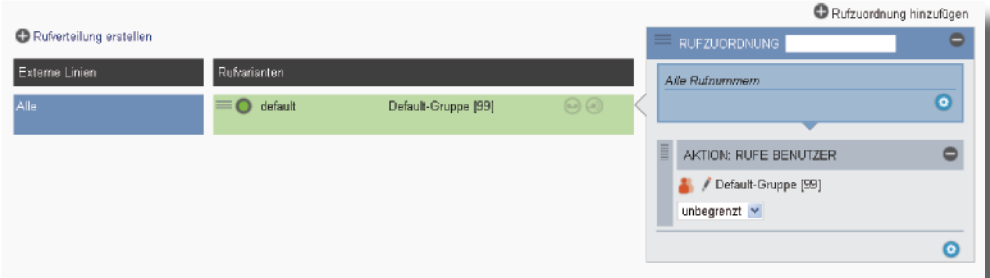 Rufzuordnung hinzufügen
Rufverteilung erstellen
RUFZUORDNUNG
Externe Linien
Rufvarianten
Alle Rufnummern
Alle
default Default-Gruppe [99]
AKTION: RUFE BENUTZER
Default-Gruppe [99]
unbegrenzt